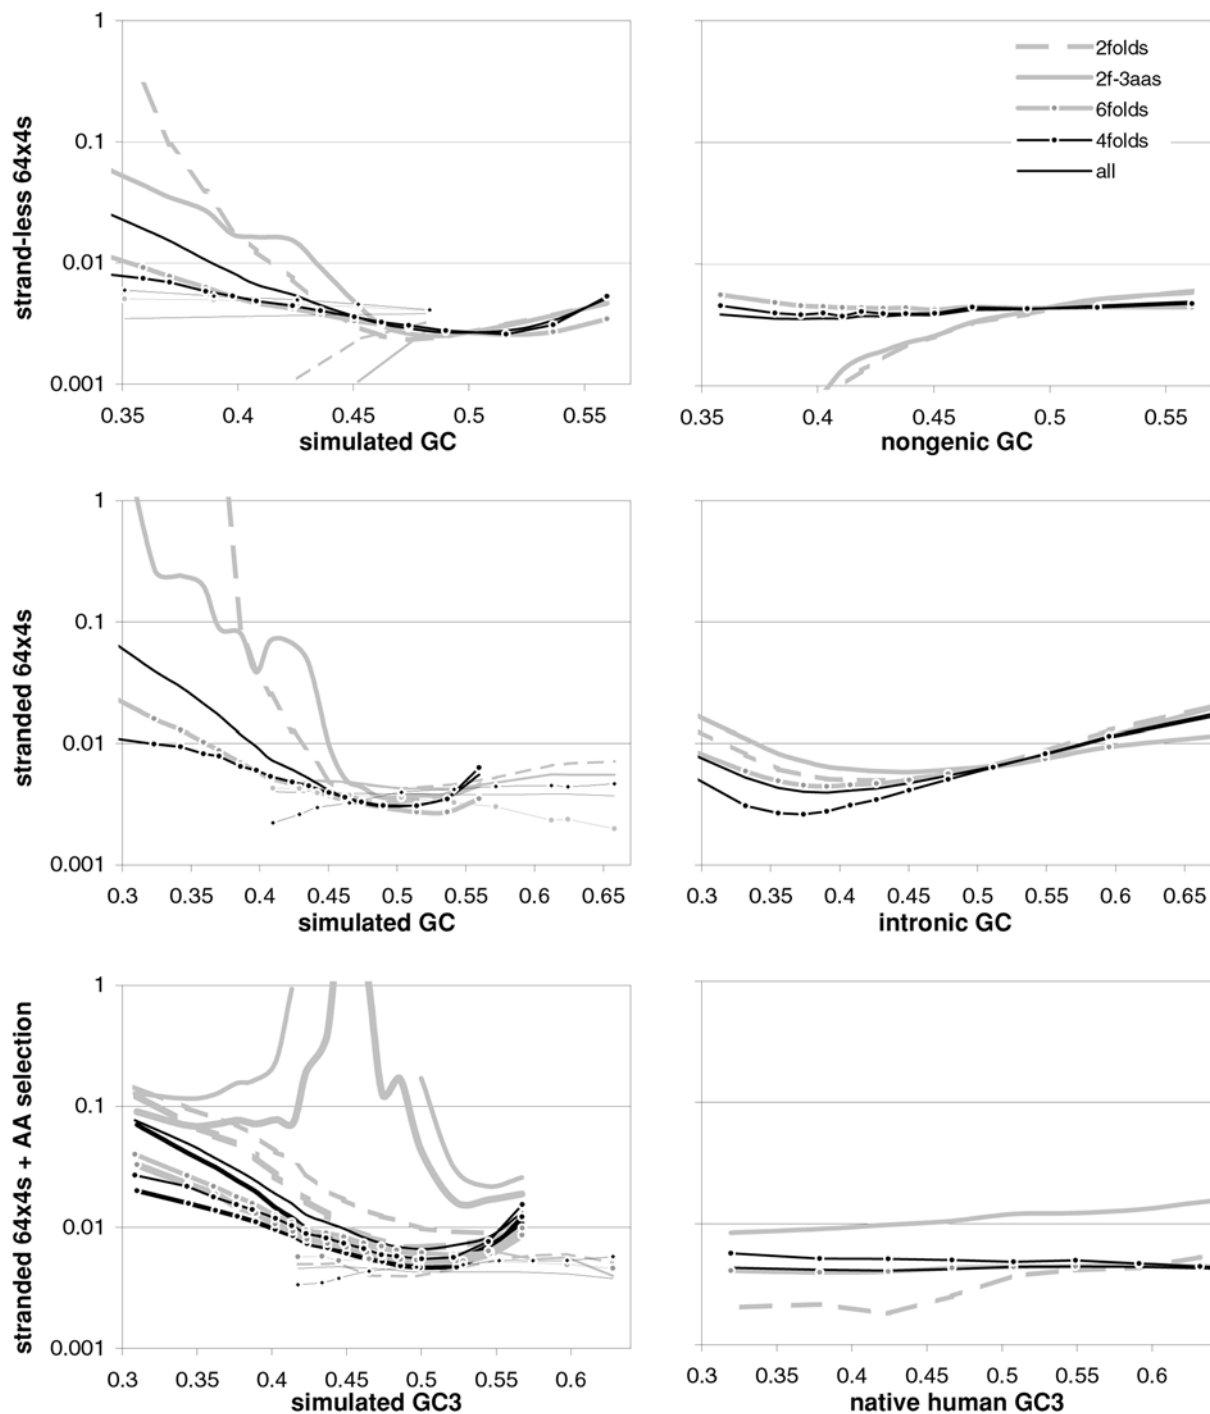 strand-less 64x4s
1
0.1
0.01
0.001
0.35 0.4 0.45 0.5 0.55
simulated GC
2folds
2f-3aas
6folds
4folds
all
0.35 0.4 0.45 0.5 0.55
nongenic GC
stranded 64x4s
1
0.1
0.01
0.001
0.3 0.35 0.4 0.45 0.5 0.55 0.6 0.65
simulated GC
0.3 0.35 0.4 0.45 0.5 0.55 0.6 0.65
intronic GC
stranded 64x4s + AA selection
1
0.1
0.01
0.001
0.3 0.35 0.4 0.45 0.5 0.55 0.6
simulated GC3
0.3 0.35 0.4 0.45 0.5 0.55 0.6
native human GC3